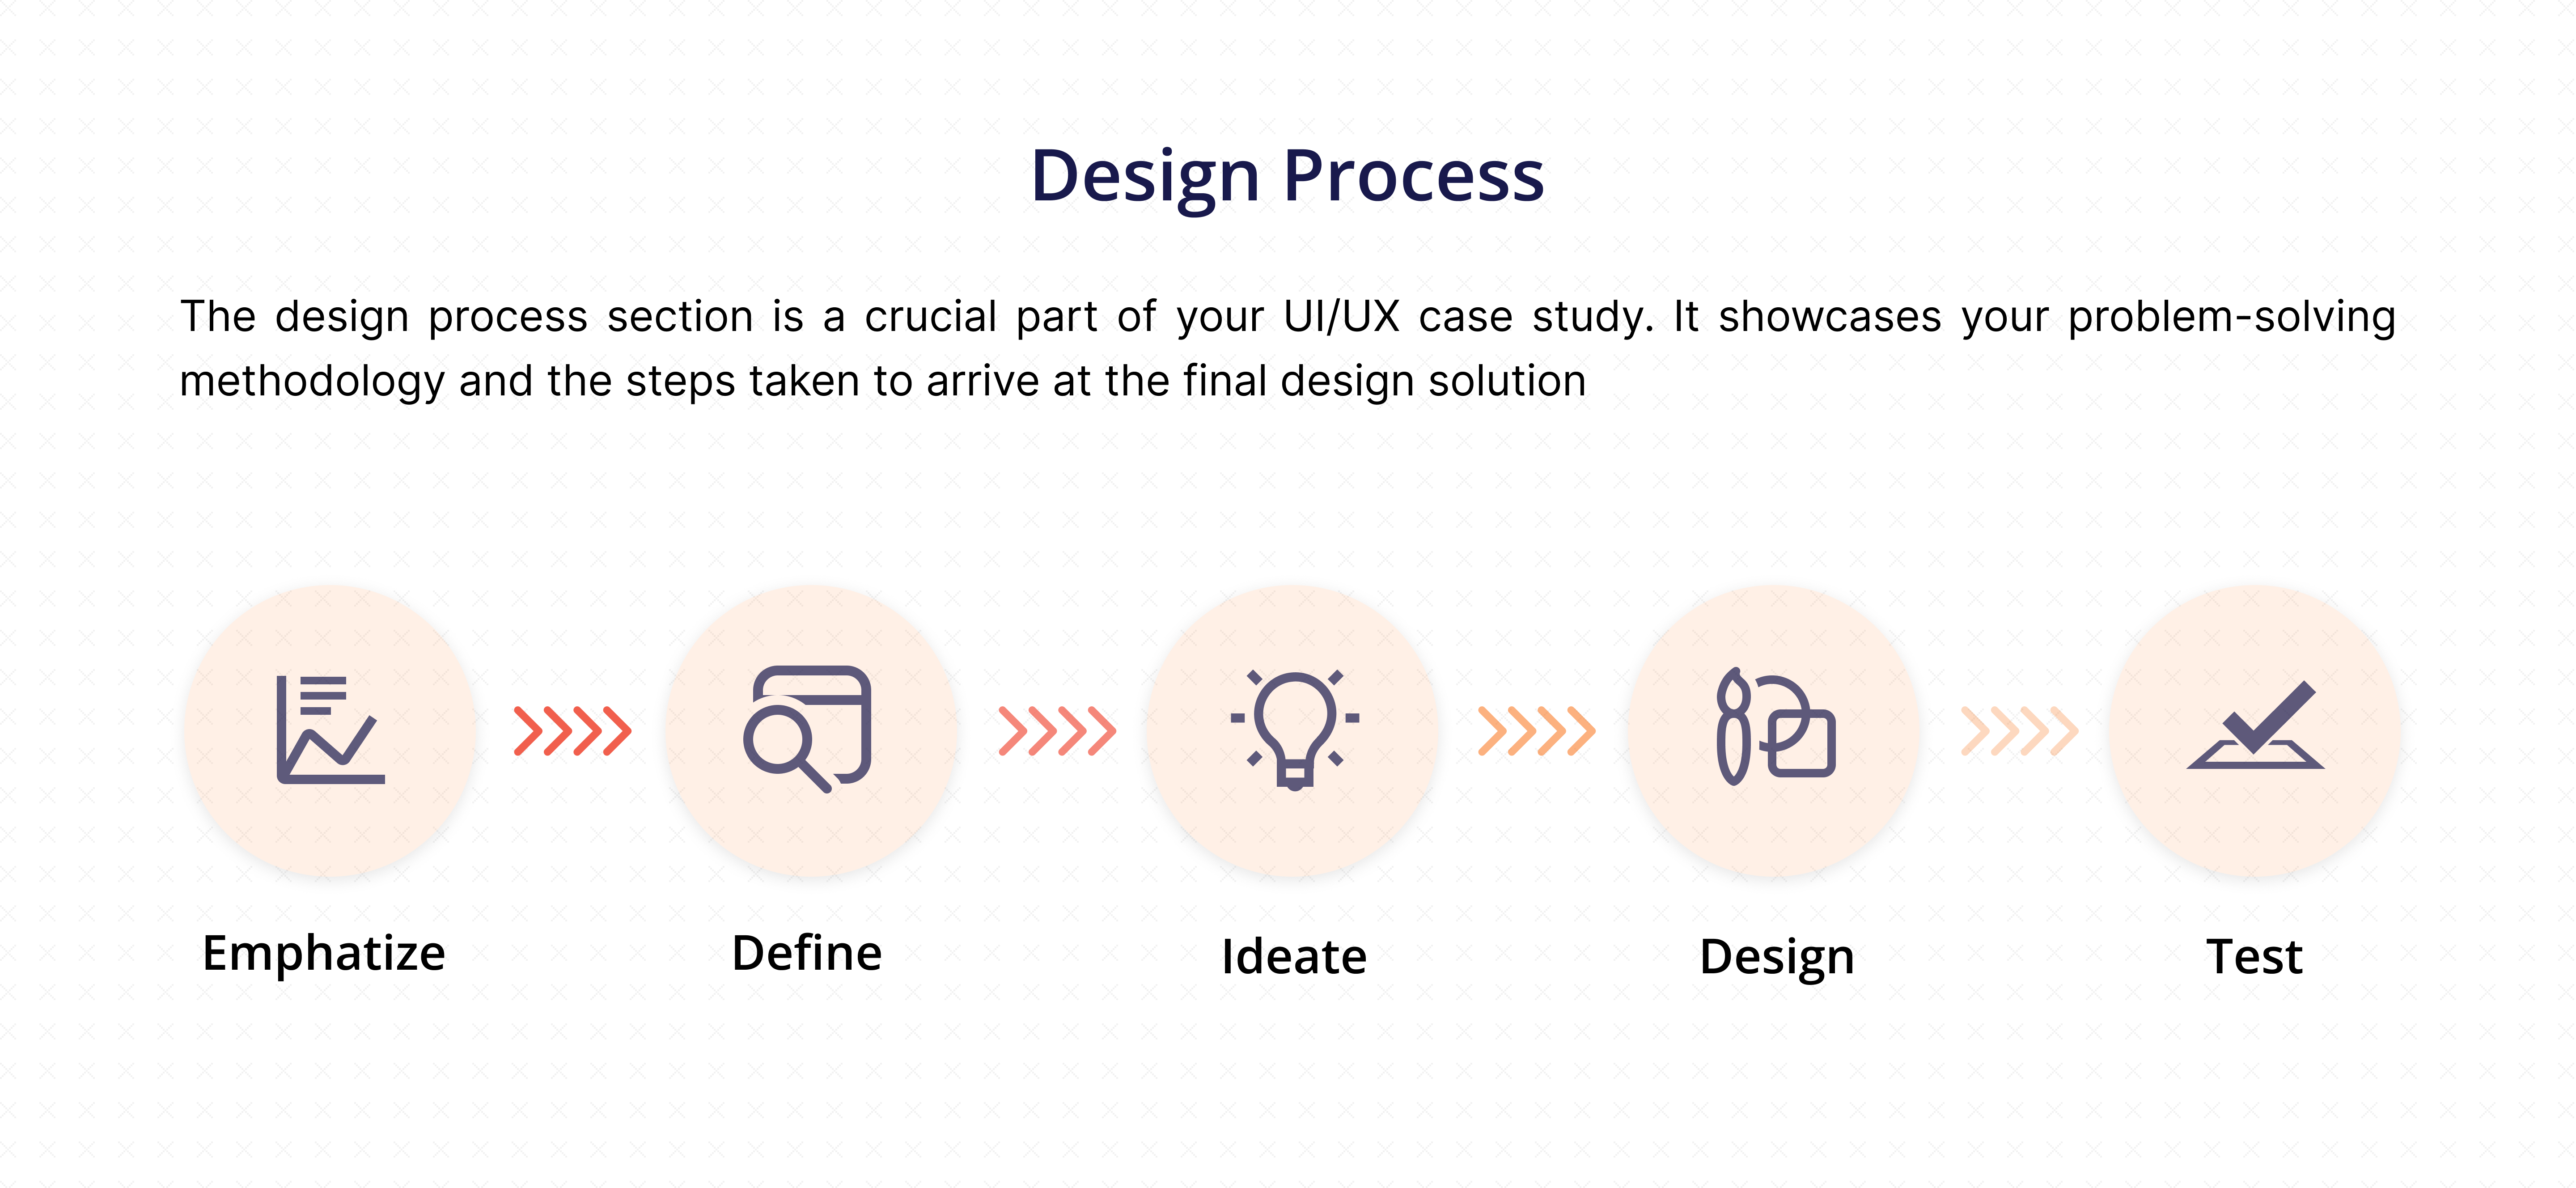 Design Process
The design process section is a crucial part of your UI/UX case study. It showcases your problem-solving
methodology and the steps taken to arrive at the final design solution
Emphatize
Define
Ideate
Design
Test